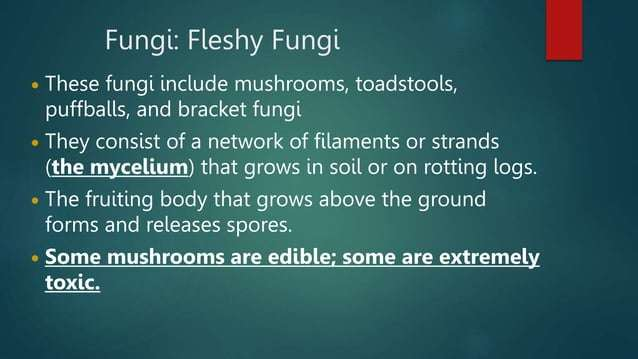 Fungi: Fleshy Fungi
• These fungi include mushrooms, toadstools,
puffballs, and bracket fungi
• They consist of a network of filaments or strands
(the mycelium) that grows in soil or on rotting logs.
• The fruiting body that grows above the ground
forms and releases spores.
• Some mushrooms are edible; some are extremely
toxic.